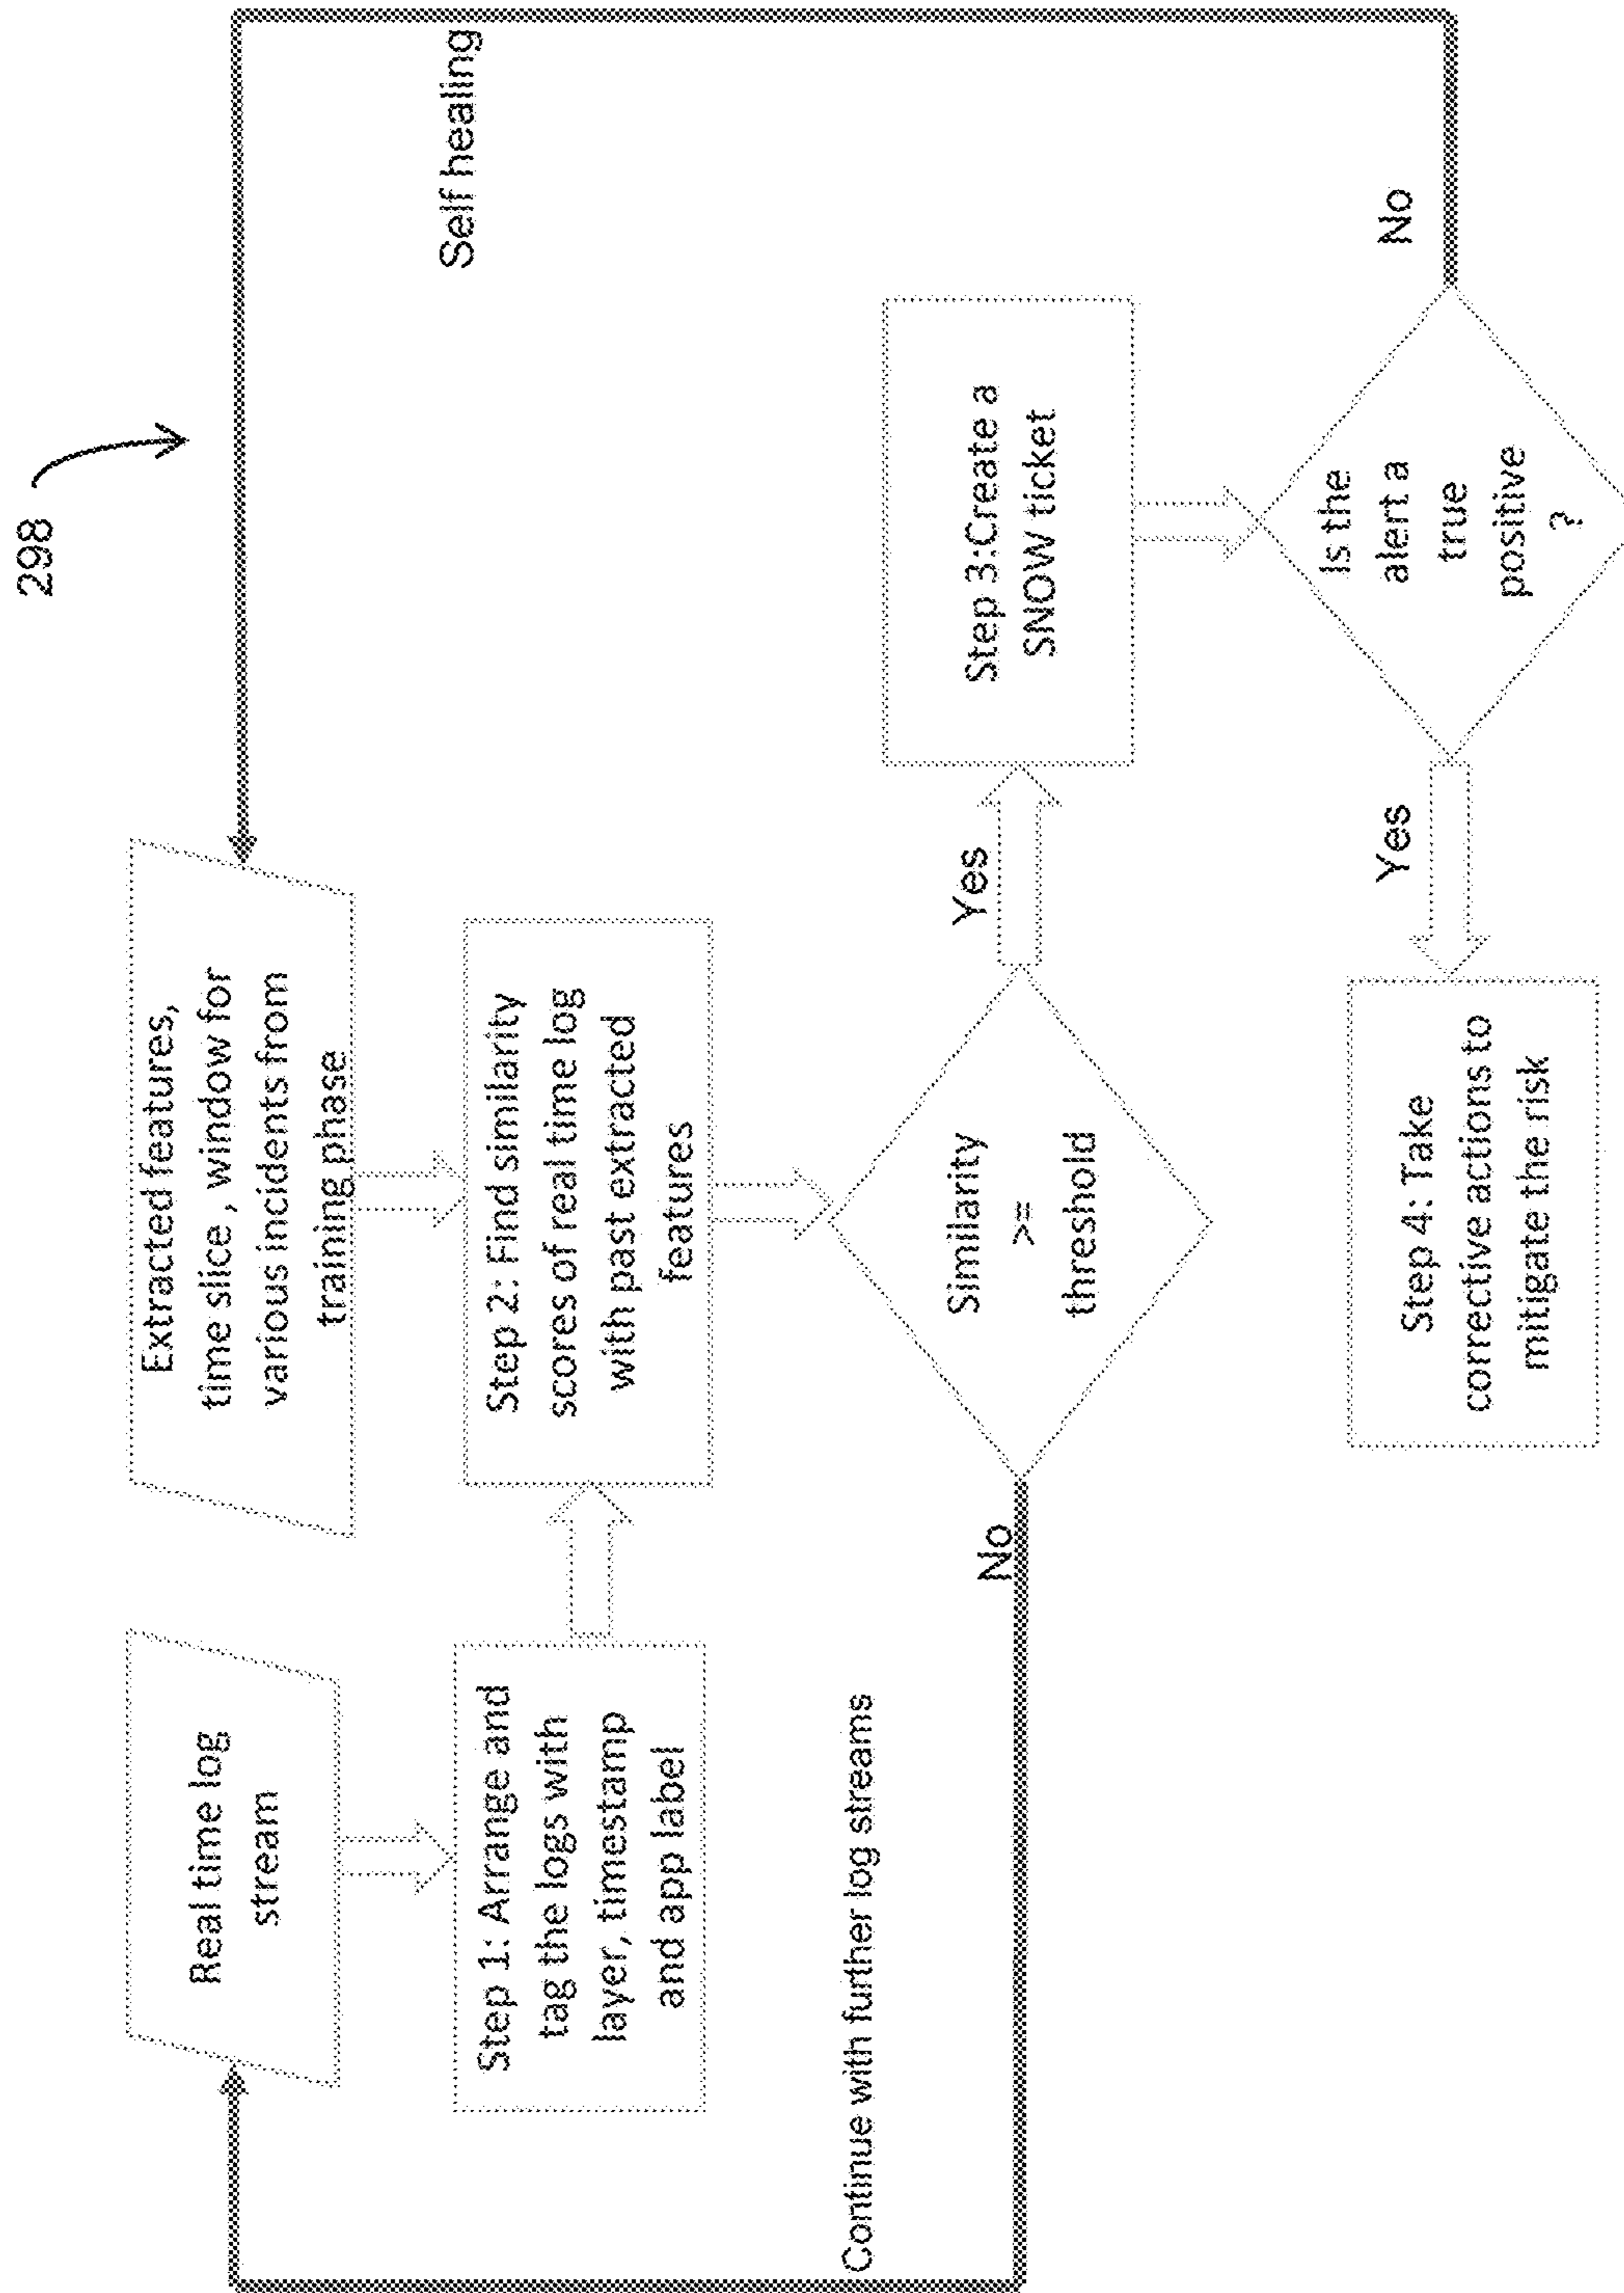 298
Real time log
stream
Extracted features,
time slice , window for
various incidents from
training phase
Self healing
Step 1: Arrange and
tag the logs with
layer, timestamp
and app label
Step 2: Find similarity
scores of real time log
with past extracted
features
Continue with further log streams
No
Similarity
>=
threshold
Yes
Step 3:Create a
SNOW ticket
Step 4: Take
corrective actions to
mitigate the risk
Yes
Is the
alert a
true
positive
?
No